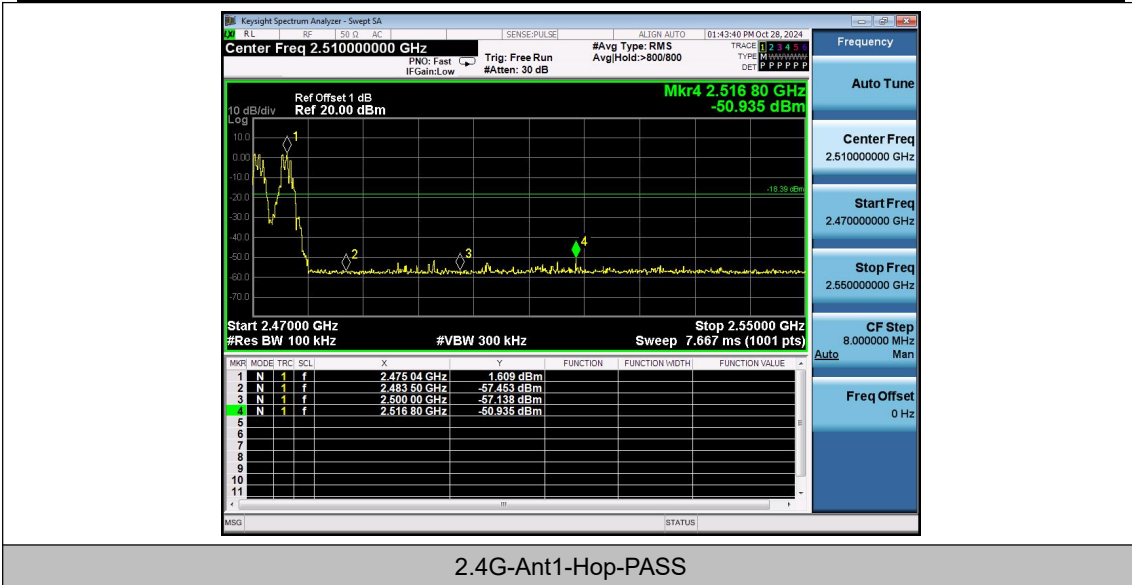 Keysight Spectrum Analyzer - Swept SA
RL RF 50 Ω AC SENSE:PULSE ALIGN AUTO 01:43:40 PM Oct 28, 2024
Center Freq 2.510000000 GHz
PNO: Fast
IFGain:Low
Trig: Free Run
#Atten: 30 dB
#Avg Type: RMS
Avg|Hold:>800/800
TRACE 1 2 3 4 5 6
TYPE M WWWWW
DET P P P P P P
Frequency
Auto Tune
Center Freq
2.510000000 GHz
Start Freq
2.470000000 GHz
Stop Freq
2.550000000 GHz
CF Step
8.000000 MHz
Auto Man
Freq Offset
0 Hz
Mkr4 2.516 80 GHz
-50.935 dBm
Ref Offset 1 dB
10 dB/div Ref 20.00 dBm
Log
10.0
0.00
-10.0
-20.0
-30.0
-40.0
-50.0
-60.0
-70.0
1
2
3
4
-18.39 dBm
Start 2.47000 GHz Stop 2.55000 GHz
#Res BW 100 kHz #VBW 300 kHz Sweep 7.667 ms (1001 pts)
MKR MODE TRC SCL X Y FUNCTION FUNCTION WIDTH FUNCTION VALUE
1 N 1 f 2.475 04 GHz 1.609 dBm
2 N 1 f 2.483 50 GHz -57.453 dBm
3 N 1 f 2.500 00 GHz -57.138 dBm
4 N 1 f 2.516 80 GHz -50.935 dBm
5
6
7
8
9
10
11
MSG STATUS
2.4G-Ant1-Hop-PASS